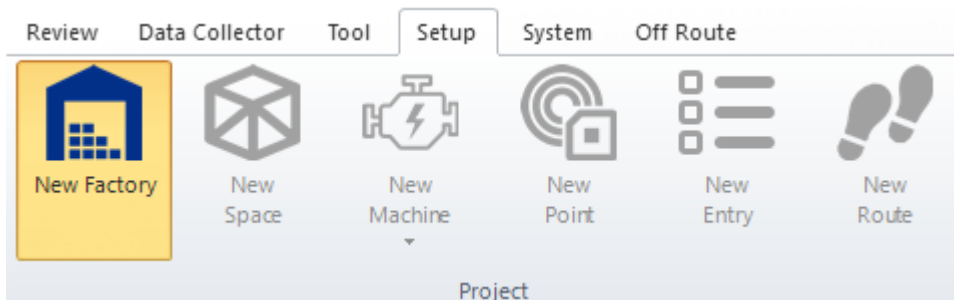 Review Data Collector Tool Setup System Off Route
New Factory New Space New Machine New Point New Entry New Route
Project